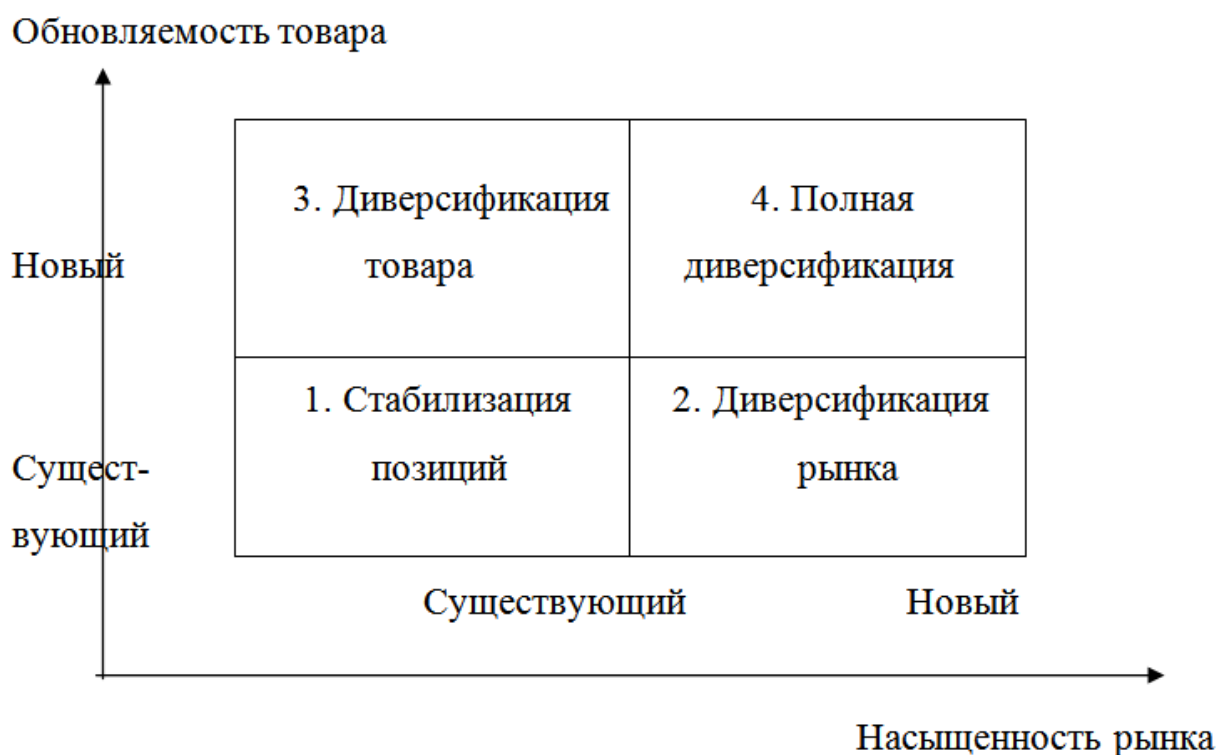 Обновляемость товара
3. Диверсификация
4. Полная
Новый
товара
диверсификация
1. Стабилизация
2. Диверсификация
Сущест-
позиций
рынка
вующий
Существующий
Новый
Насыщенность рынка